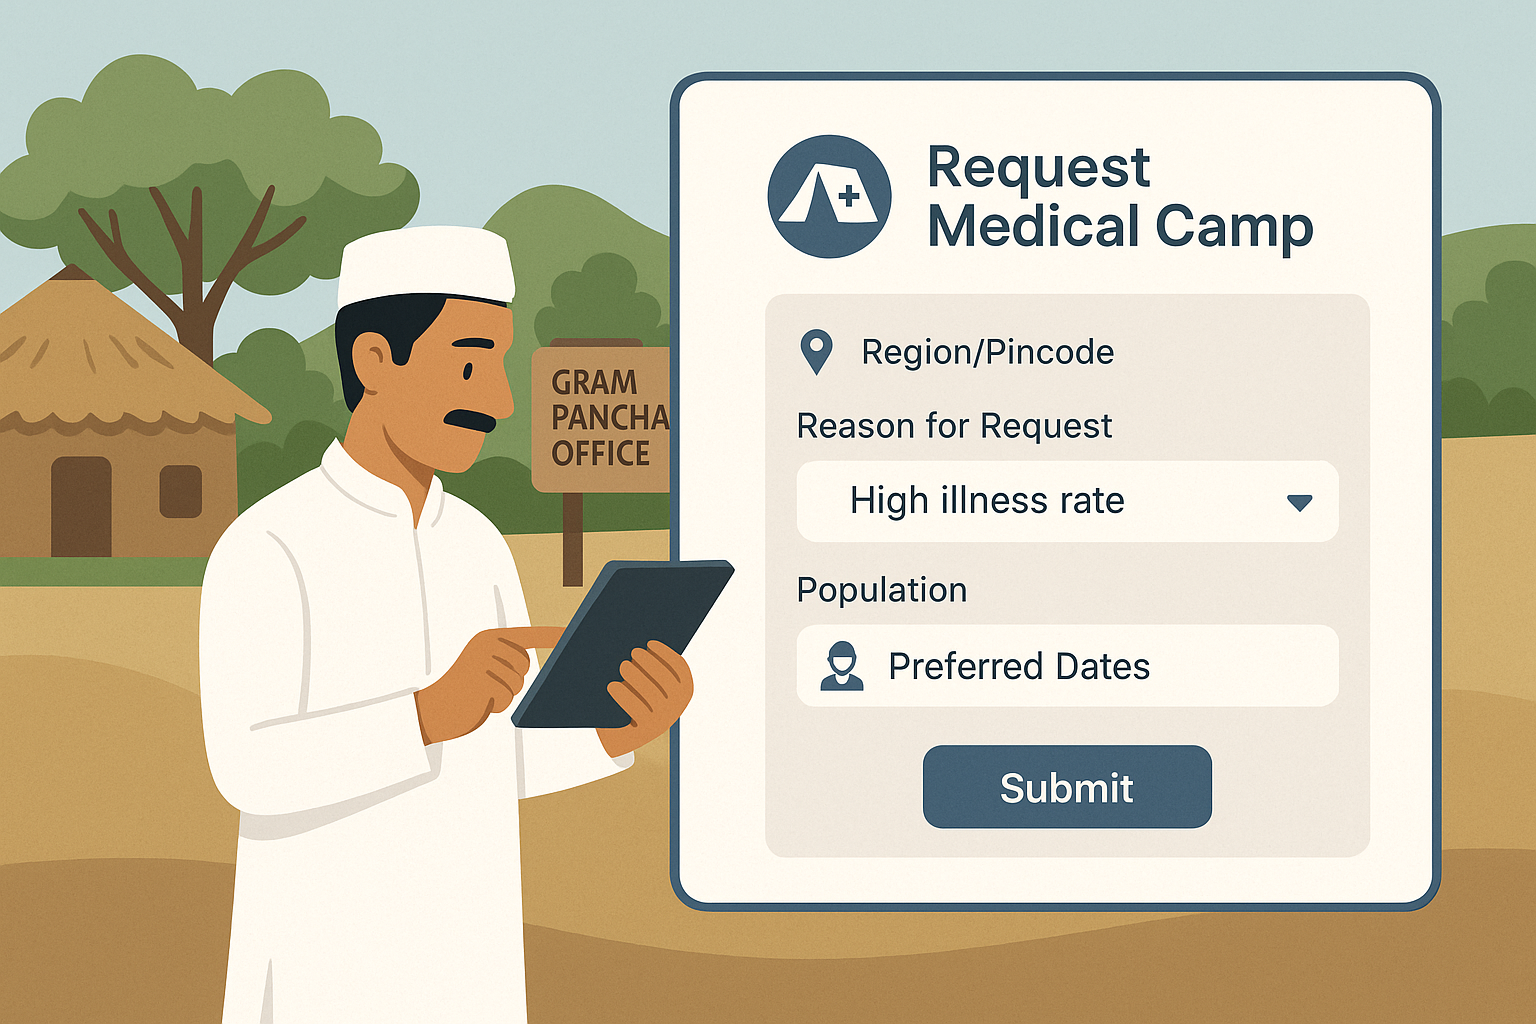 GRAM
PANCHA
OFFICE
Request
Medical Camp
Region/Pincode
Reason for Request
High illness rate
Population
Preferred Dates
Submit